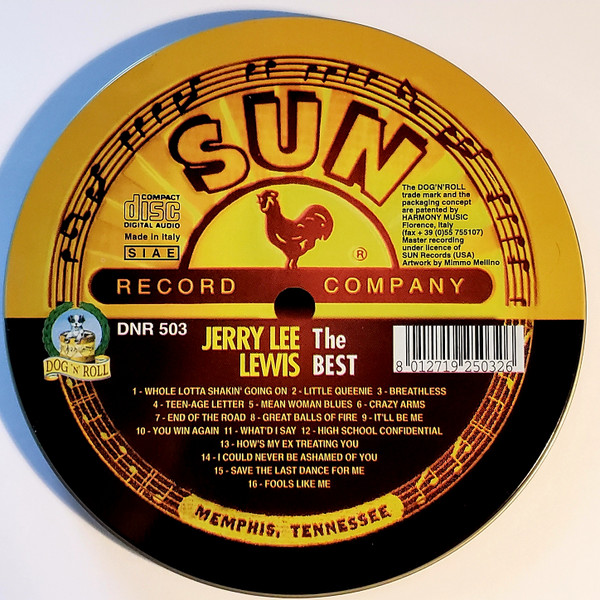 SUN
COMPACT
disc
DIGITAL AUDIO
Made in Italy
SIAE
The DOG'N'ROLL
trade mark and the
packaging concept
are patented by
HARMONY MUSIC
Florence, Italy
(fax + 39 (0)55 755107)
Master recording
under licence of
SUN Records (USA)
Artwork by Mimmo Mellino
®
RECORD COMPANY
DNR 503
DOG 'N' ROLL
JERRY LEE
LEWIS
The
BEST
8 012719 250326
1 - WHOLE LOTTA SHAKIN' GOING ON 2 - LITTLE QUEENIE 3 - BREATHLESS
4 - TEEN-AGE LETTER 5 - MEAN WOMAN BLUES 6 - CRAZY ARMS
7 - END OF THE ROAD 8 - GREAT BALLS OF FIRE 9 - IT'LL BE ME
10 - YOU WIN AGAIN 11 - WHAT'D I SAY 12 - HIGH SCHOOL CONFIDENTIAL
13 - HOW'S MY EX TREATING YOU
14 - I COULD NEVER BE ASHAMED OF YOU
15 - SAVE THE LAST DANCE FOR ME
16 - FOOLS LIKE ME
MEMPHIS, TENNESSEE